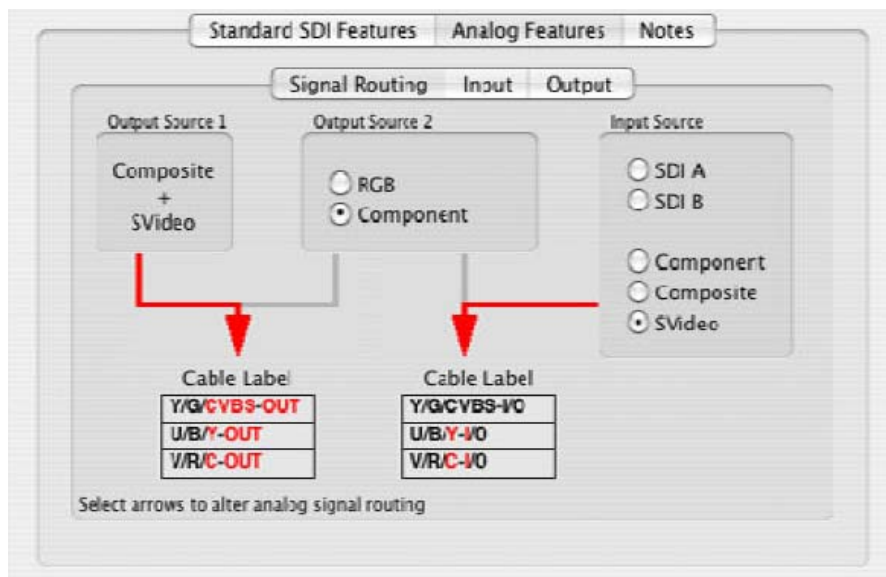 Standard SDI Features Analog Features Notes
Signal Routing Input Output
Output Source 1 Output Source 2 Input Source
Composite
+
SVideo
RGB
Component
SDI A
SDI B
Component
Composite
SVideo
Cable Label
Y/G/CVBS-OUT
U/B/Y-OUT
V/R/C-OUT
Cable Label
Y/G/CVBS-I/O
U/B/Y-I/O
V/R/C-I/O
Select arrows to alter analog signal routing